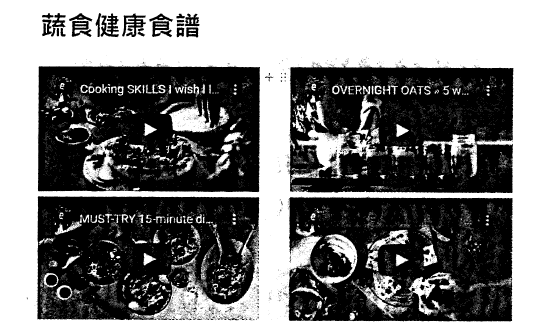 蔬食健康食譜
Cooking SKILLS I wish I l...
OVERNIGHT OATS » 5 w...
MUST-TRY 15-minute di...